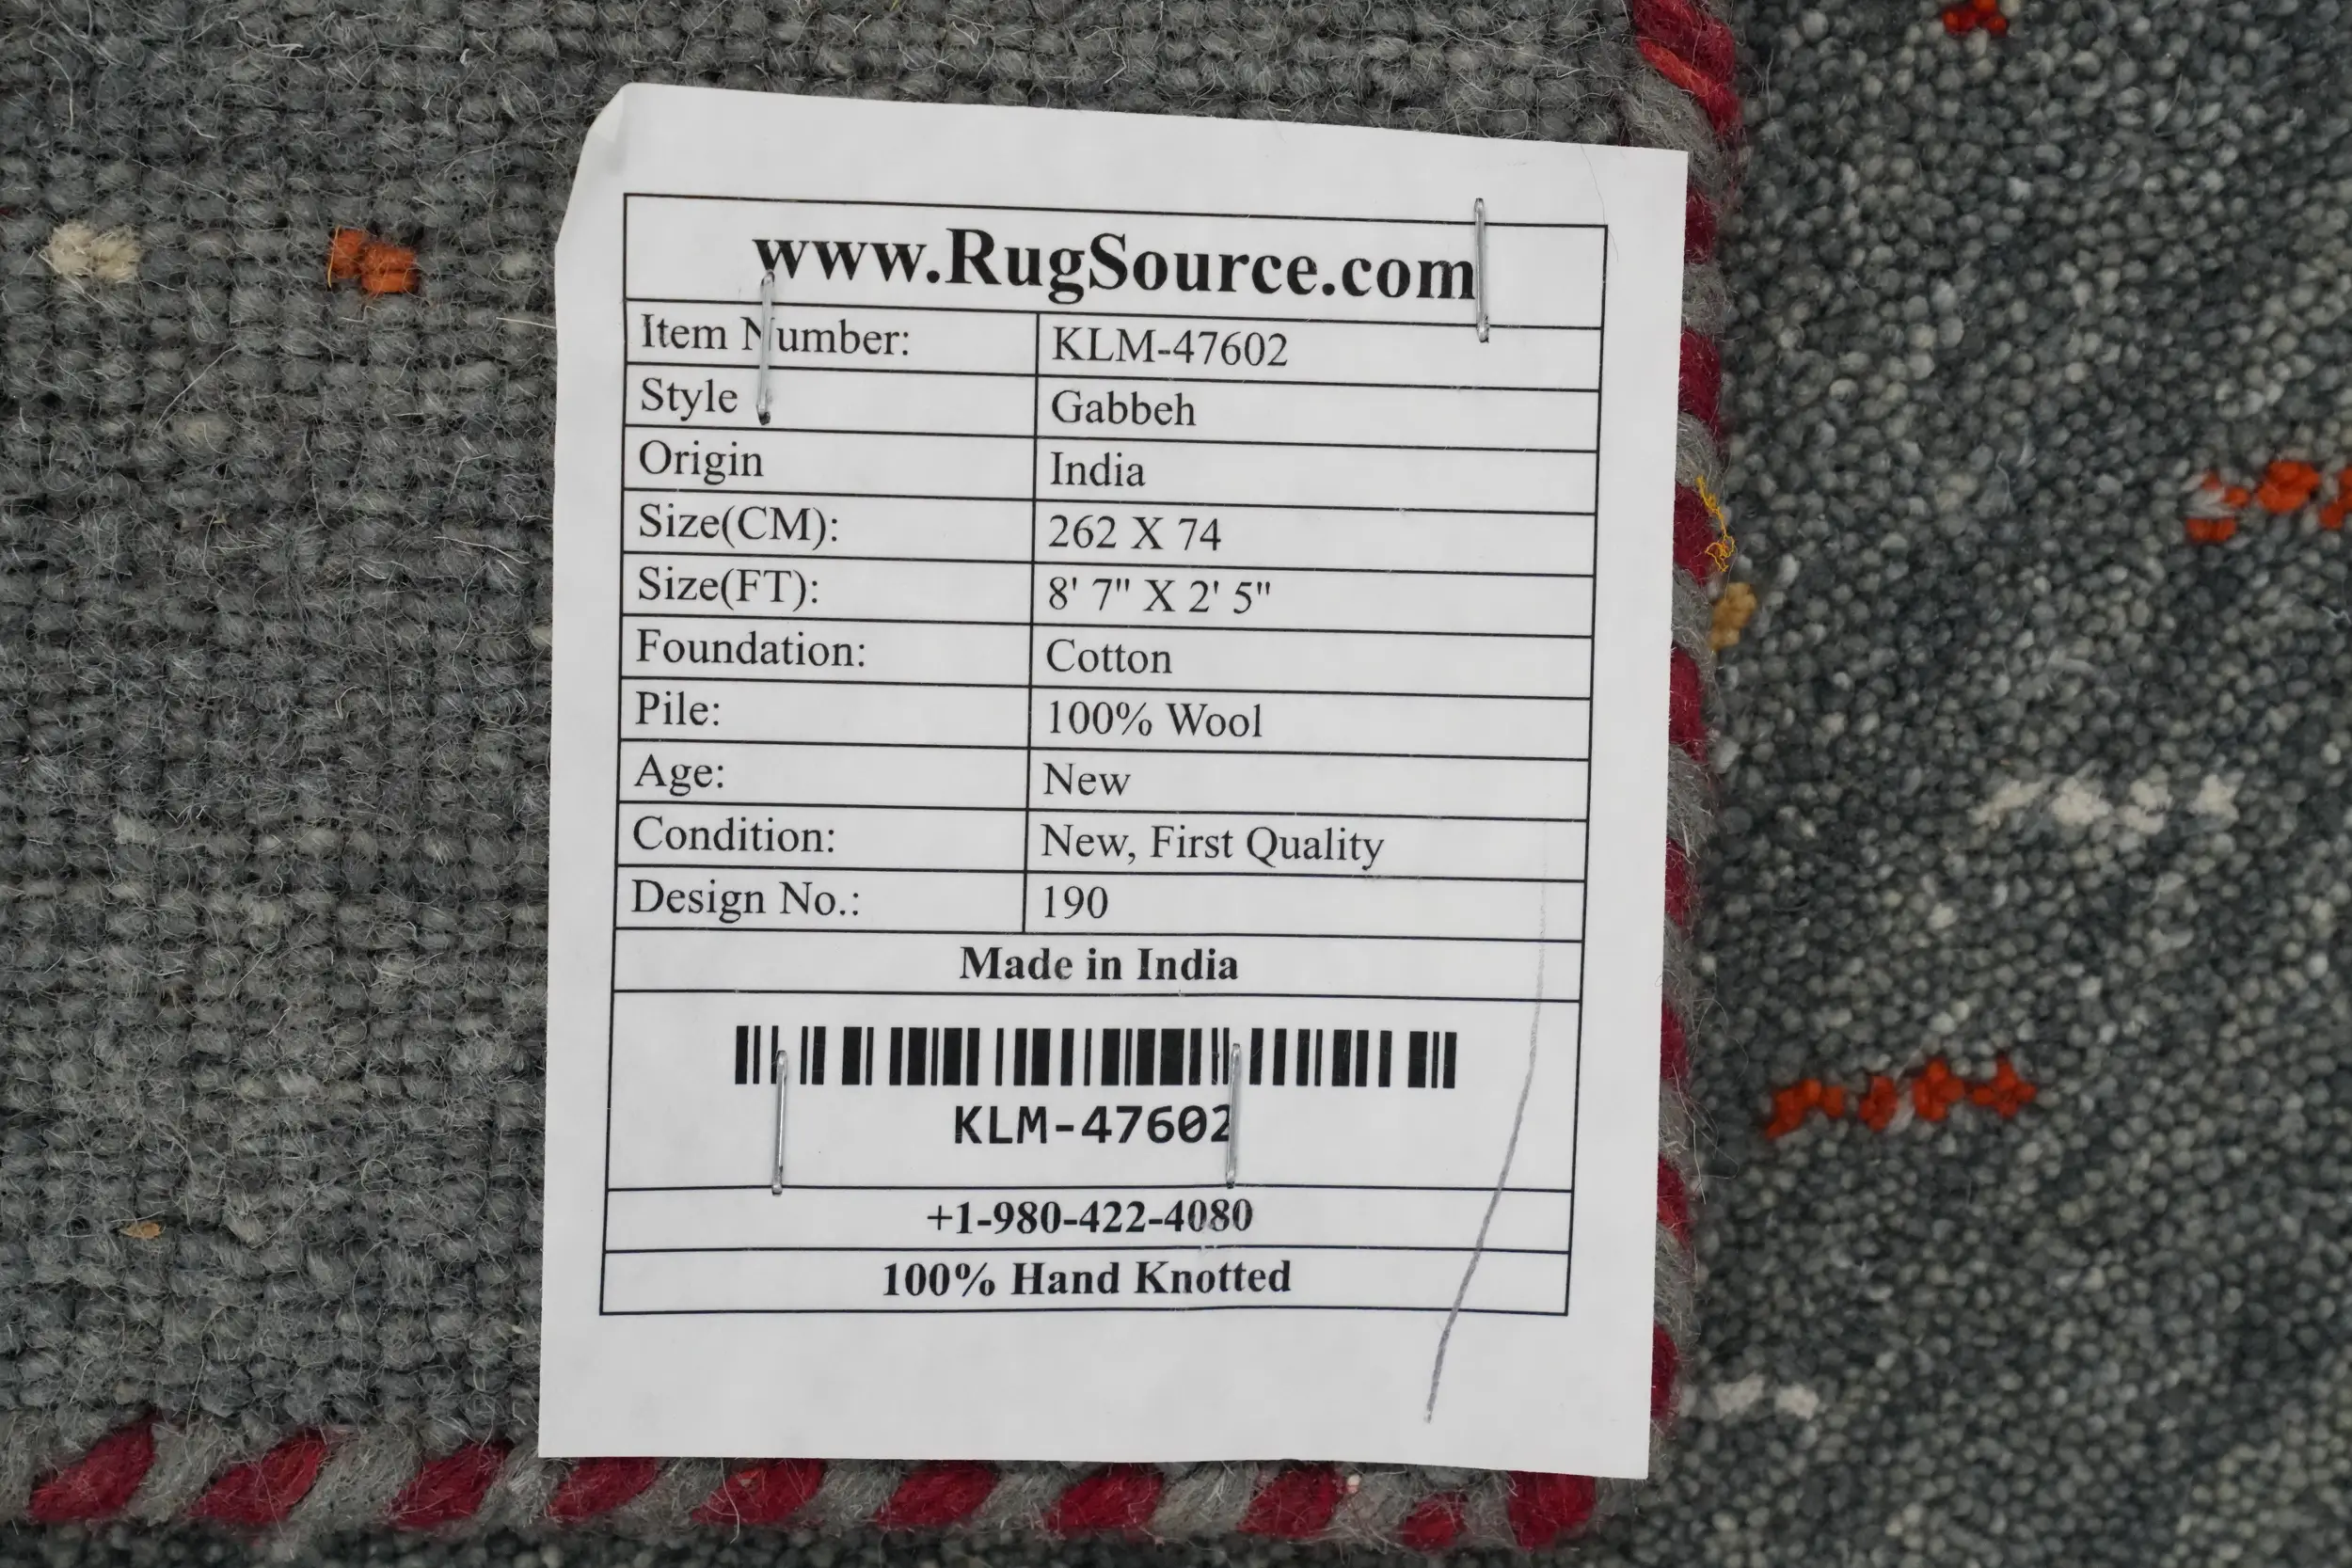 www.RugSource.com
Item Number: KLM-47602
Style Gabbeh
Origin India
Size(CM): 262 X 74
Size(FT): 8' 7" X 2' 5"
Foundation: Cotton
Pile: 100% Wool
Age: New
Condition: New, First Quality
Design No.: 190
Made in India
KLM-47602
+1-980-422-4080
100% Hand Knotted